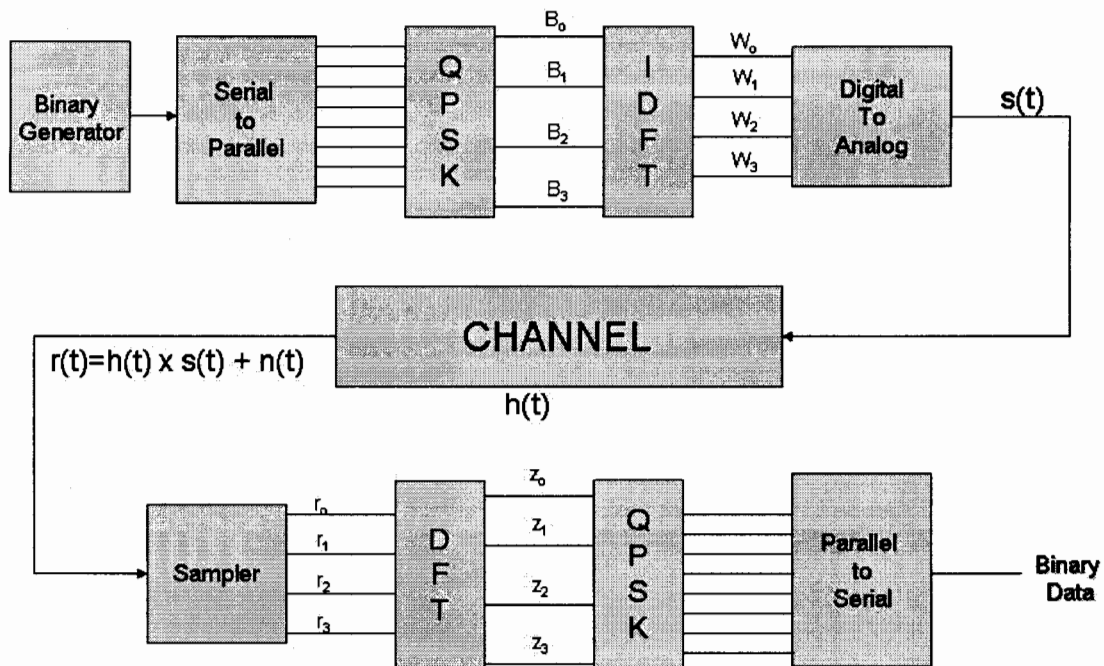 Binary
Generator
Serial
to
Parallel
Q
P
S
K
B₀
B₁
B₂
B₃
I
D
F
T
W₀
W₁
W₂
W₃
Digital
To
Analog
s(t)
CHANNEL
h(t)
r(t)=h(t) x s(t) + n(t)
Sampler
r₀
r₁
r₂
r₃
D
F
T
z₀
z₁
z₂
z₃
Q
P
S
K
Parallel
to
Serial
Binary
Data